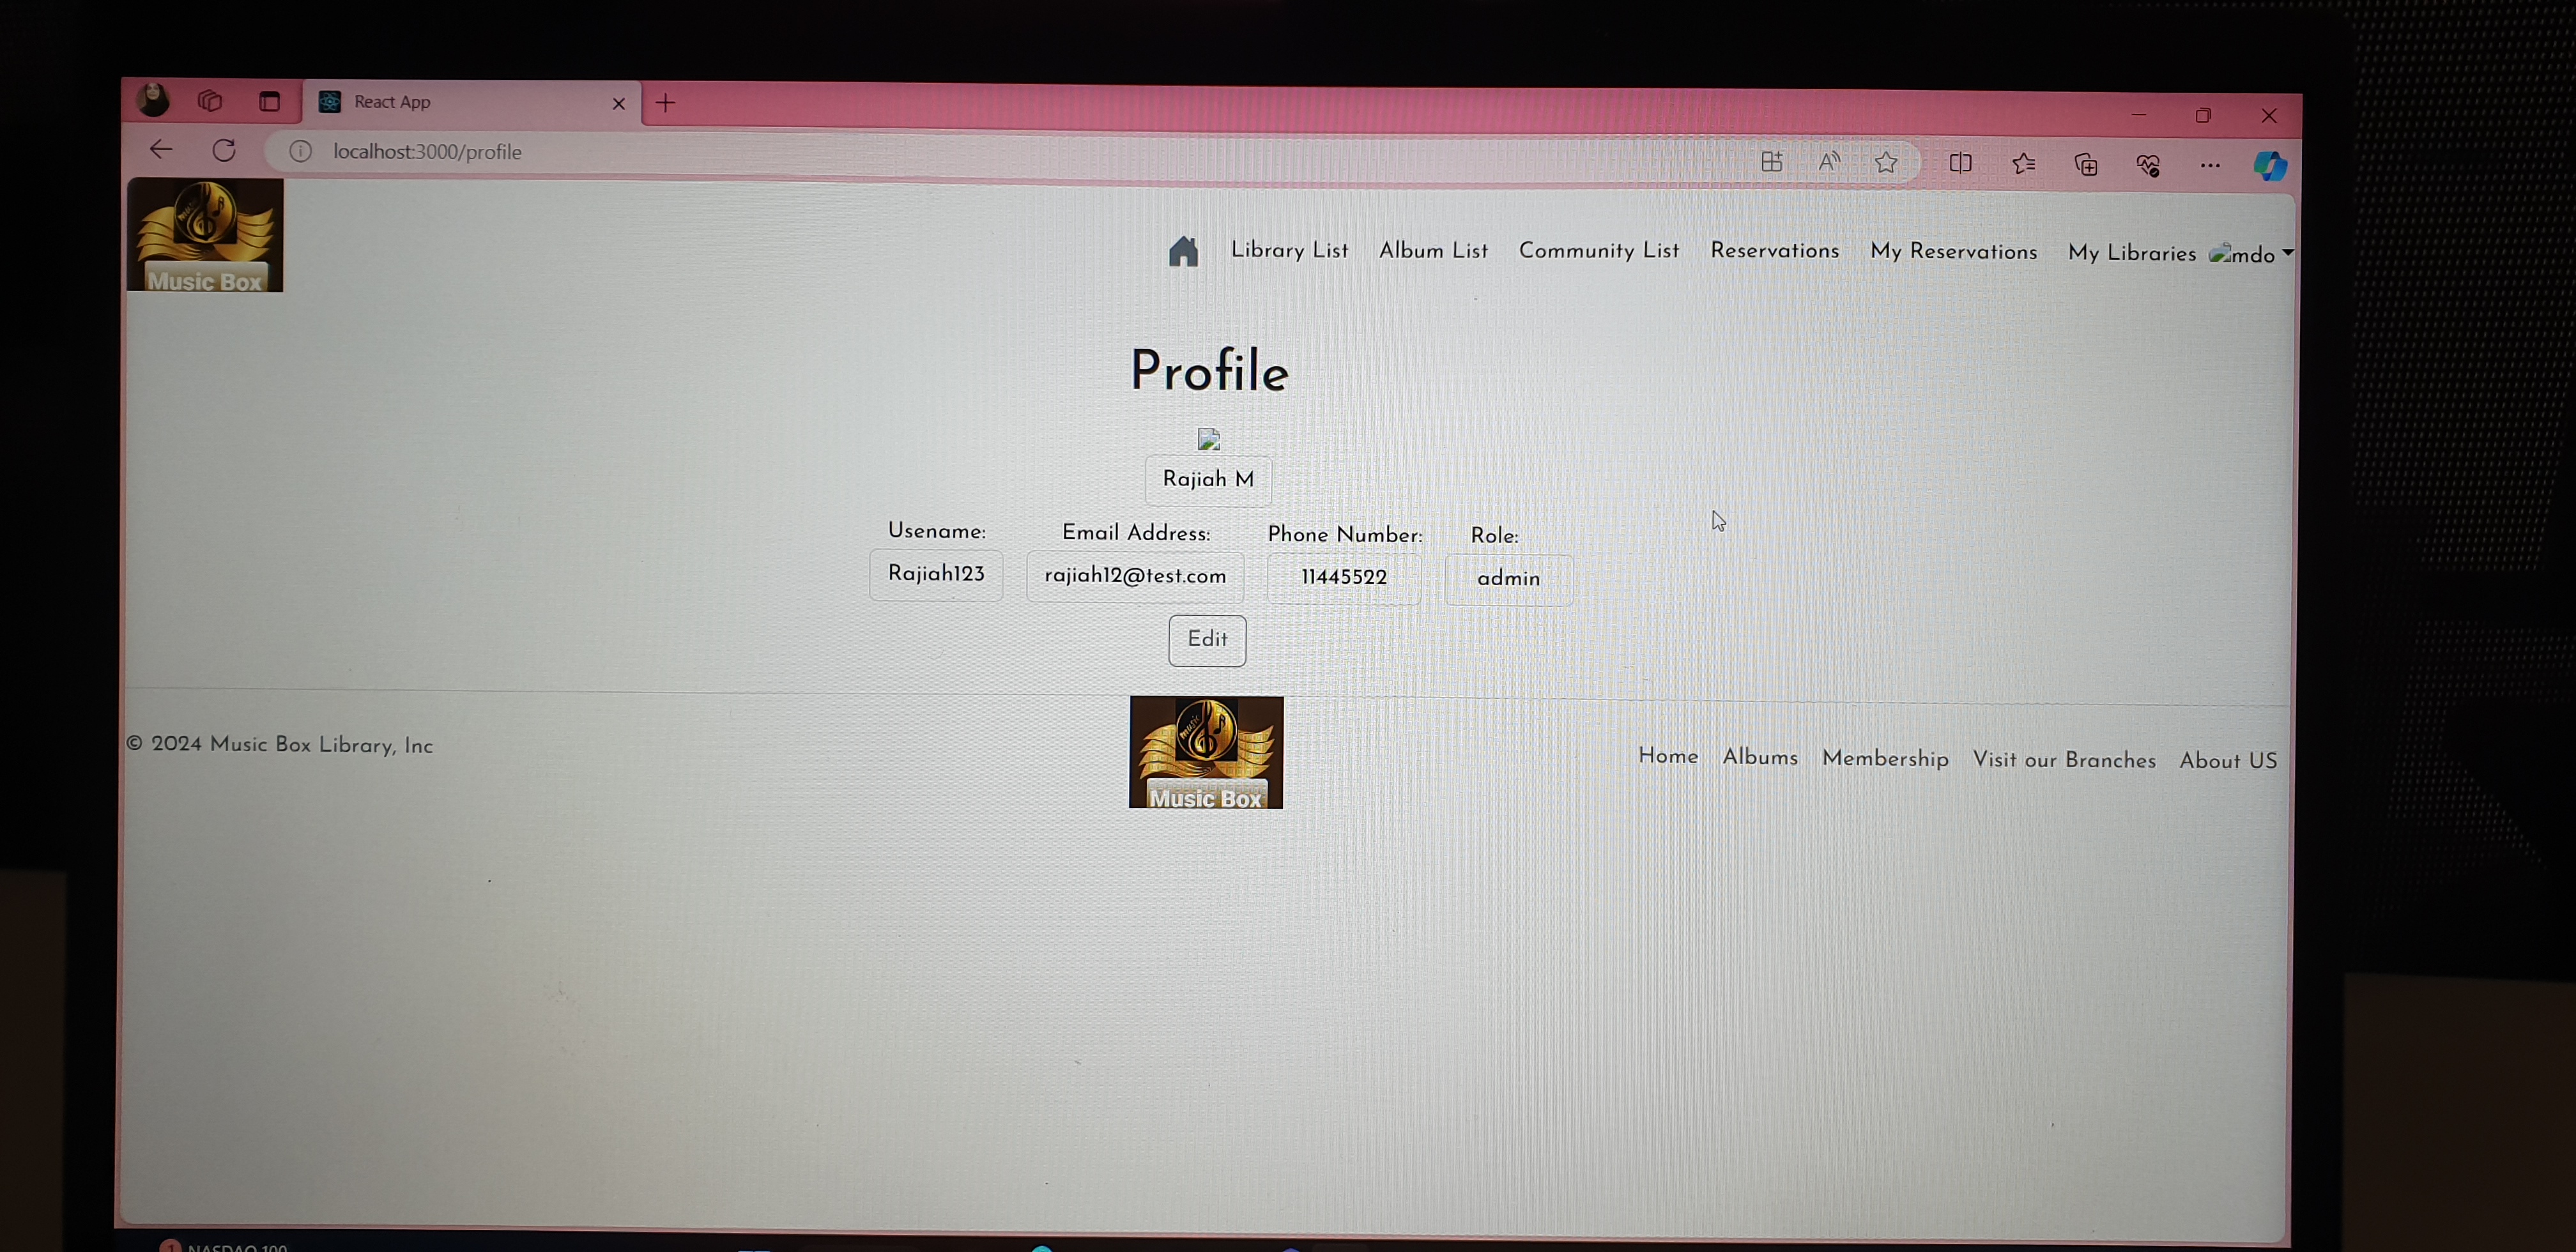 React App
localhost:3000/profile
Music Box
Library List Album List Community List Reservations My Reservations My Libraries mdo
Profile
Rajiah M
Usename: Email Address: Phone Number: Role:
Rajiah123 rajiah12@test.com 11445522 admin
Edit
© 2024 Music Box Library, Inc
music
Music Box
Home Albums Membership Visit our Branches About US
1 NASDAQ 100